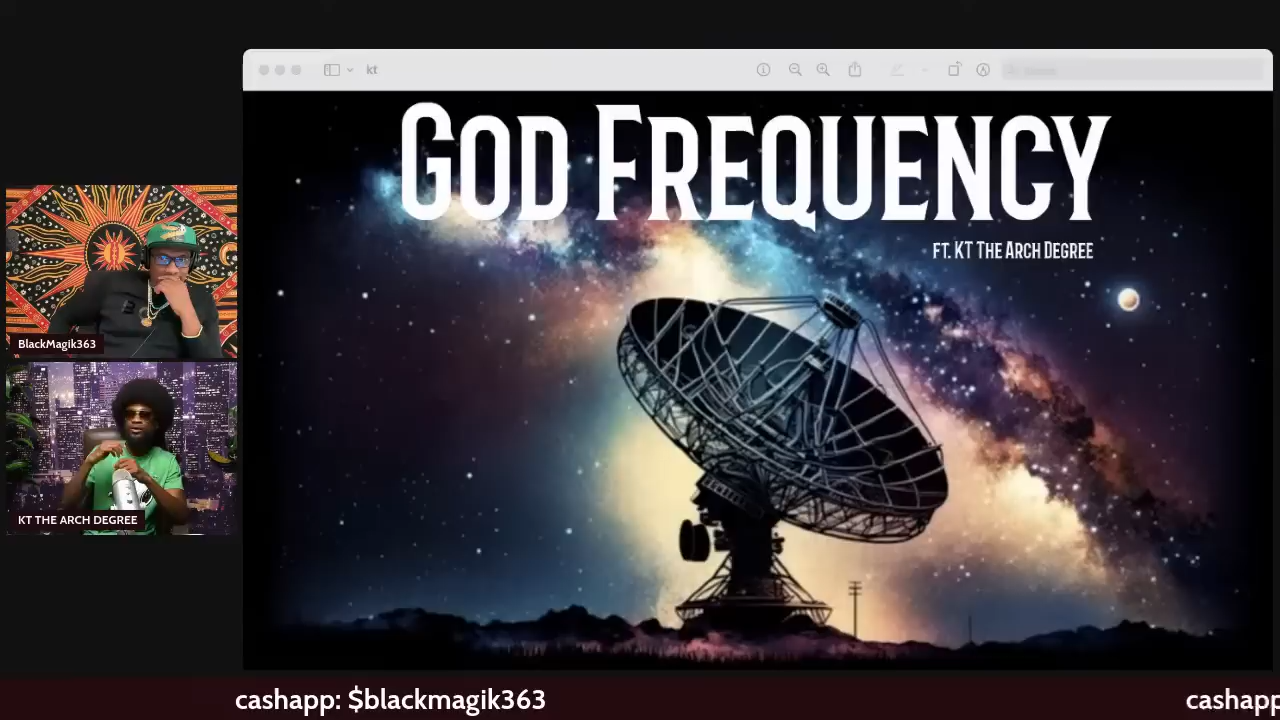 kt
GOD FREQUENCY
FT. KT THE ARCH DEGREE
BlackMagik363
KT THE ARCH DEGREE
cashapp: $blackmagik363
cashapp